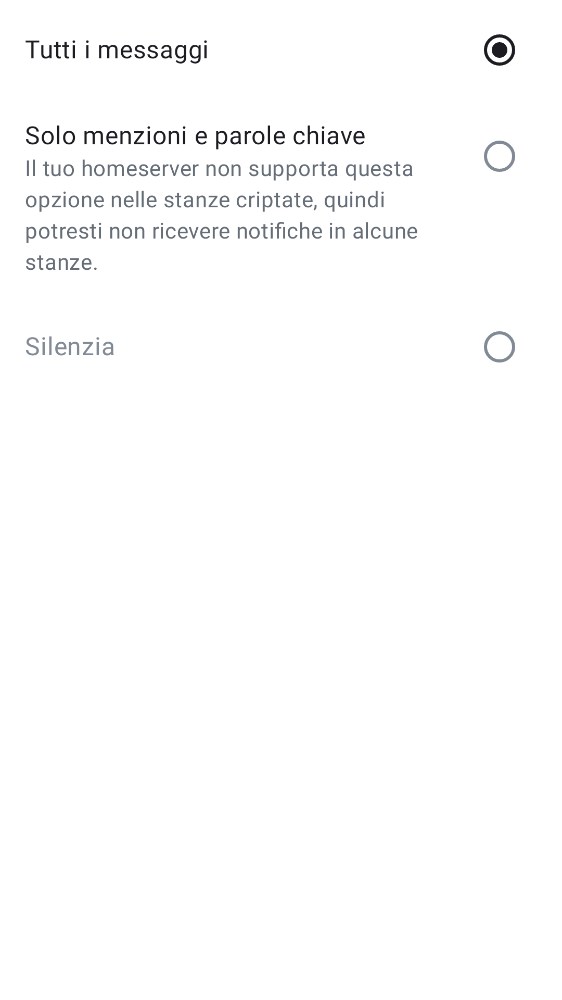 Tutti i messaggi
Solo menzioni e parole chiave
Il tuo homeserver non supporta questa
opzione nelle stanze criptate, quindi
potresti non ricevere notifiche in alcune
stanze.
Silenzia